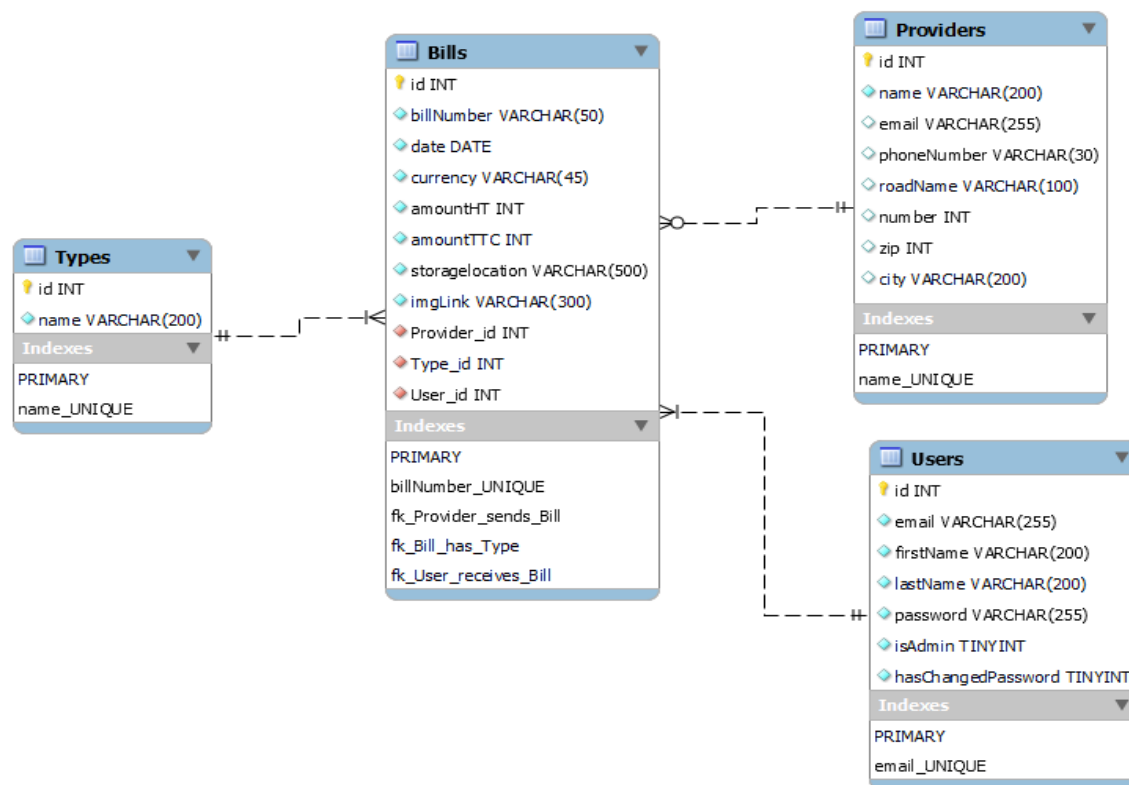 Types
id INT
name VARCHAR(200)
Indexes
PRIMARY
name_UNIQUE
Bills
id INT
billNumber VARCHAR(50)
date DATE
currency VARCHAR(45)
amountHT INT
amountTTC INT
storagelocation VARCHAR(500)
imgLink VARCHAR(300)
Provider_id INT
Type_id INT
User_id INT
Indexes
PRIMARY
billNumber_UNIQUE
fk_Provider_sends_Bill
fk_Bill_has_Type
fk_User_receives_Bill
Providers
id INT
name VARCHAR(200)
email VARCHAR(255)
phoneNumber VARCHAR(30)
roadName VARCHAR(100)
number INT
zip INT
city VARCHAR(200)
Indexes
PRIMARY
name_UNIQUE
Users
id INT
email VARCHAR(255)
firstName VARCHAR(200)
lastName VARCHAR(200)
password VARCHAR(255)
isAdmin TINYINT
hasChangedPassword TINYINT
Indexes
PRIMARY
email_UNIQUE